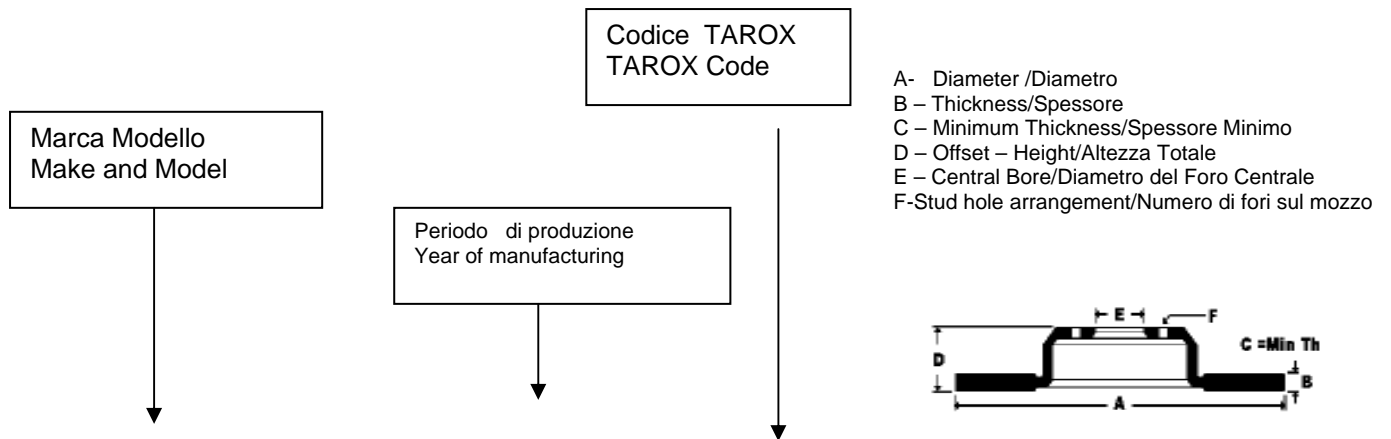 Codice TAROX
TAROX Code
Marca Modello
Make and Model
Periodo di produzione
Year of manufacturing
A- Diameter /Diametro
B – Thickness/Spessore
C – Minimum Thickness/Spessore Minimo
D – Offset – Height/Altezza Totale
E – Central Bore/Diametro del Foro Centrale
F-Stud hole arrangement/Numero di fori sul mozzo
E
F
D
C =Min Th
B
A